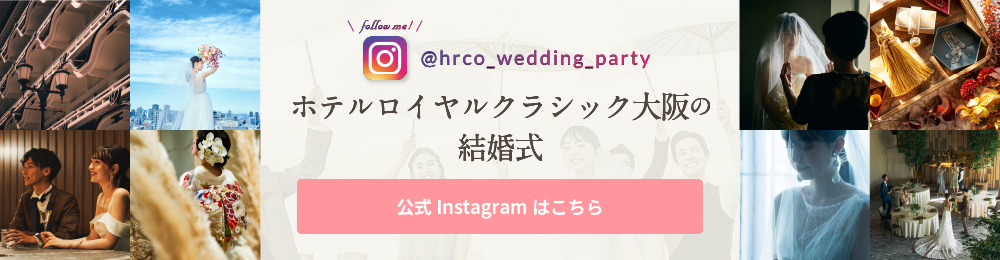 follow me!
@hrco_wedding_party
ホテルロイヤルクラシック大阪の
結婚式
公式 Instagram はこちら